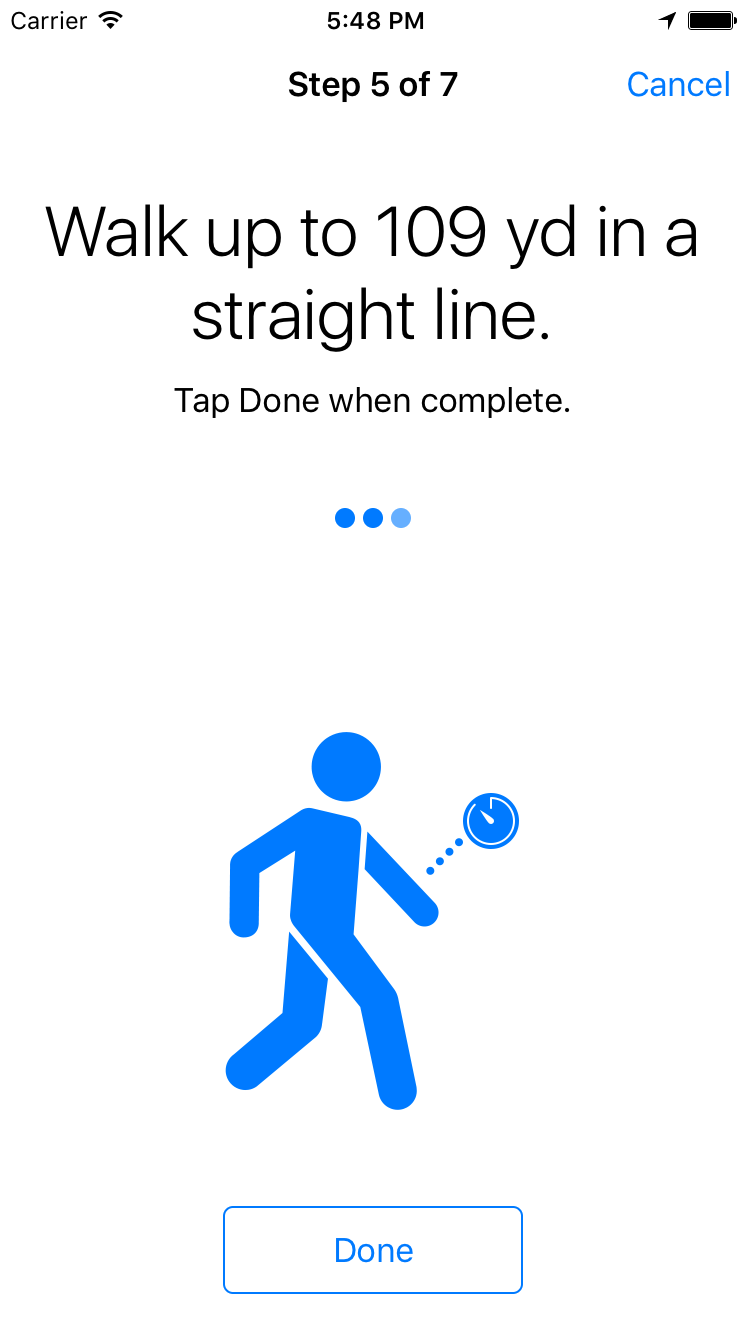 Carrier 5:48 PM
Step 5 of 7 Cancel
Walk up to 109 yd in a
straight line.
Tap Done when complete.
Done